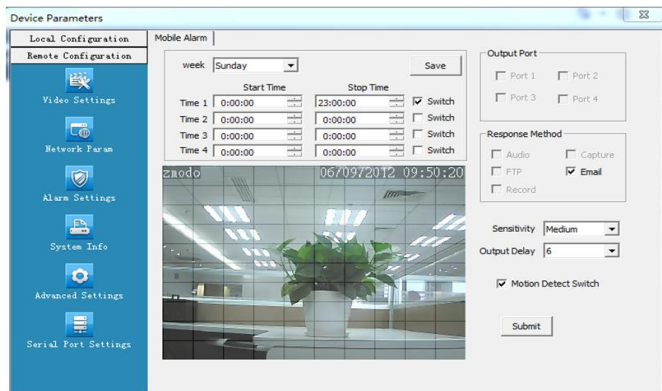 Device Parameters
Local Configuration
Remote Configuration
Video Settings
Network Param
Alarm Settings
System Info
Advanced Settings
Serial Port Settings
Mobile Alarm
week Sunday Save
Start Time Stop Time
Time 1 0:00:00 23:00:00 Switch
Time 2 0:00:00 0:00:00 Switch
Time 3 0:00:00 0:00:00 Switch
Time 4 0:00:00 0:00:00 Switch
zmodo 06/09/2012 09:50:20
Output Port
Port 1 Port 2
Port 3 Port 4
Response Method
Audio Capture
FTP Email
Record
Sensitivity Medium
Output Delay 6
Motion Detect Switch
Submit